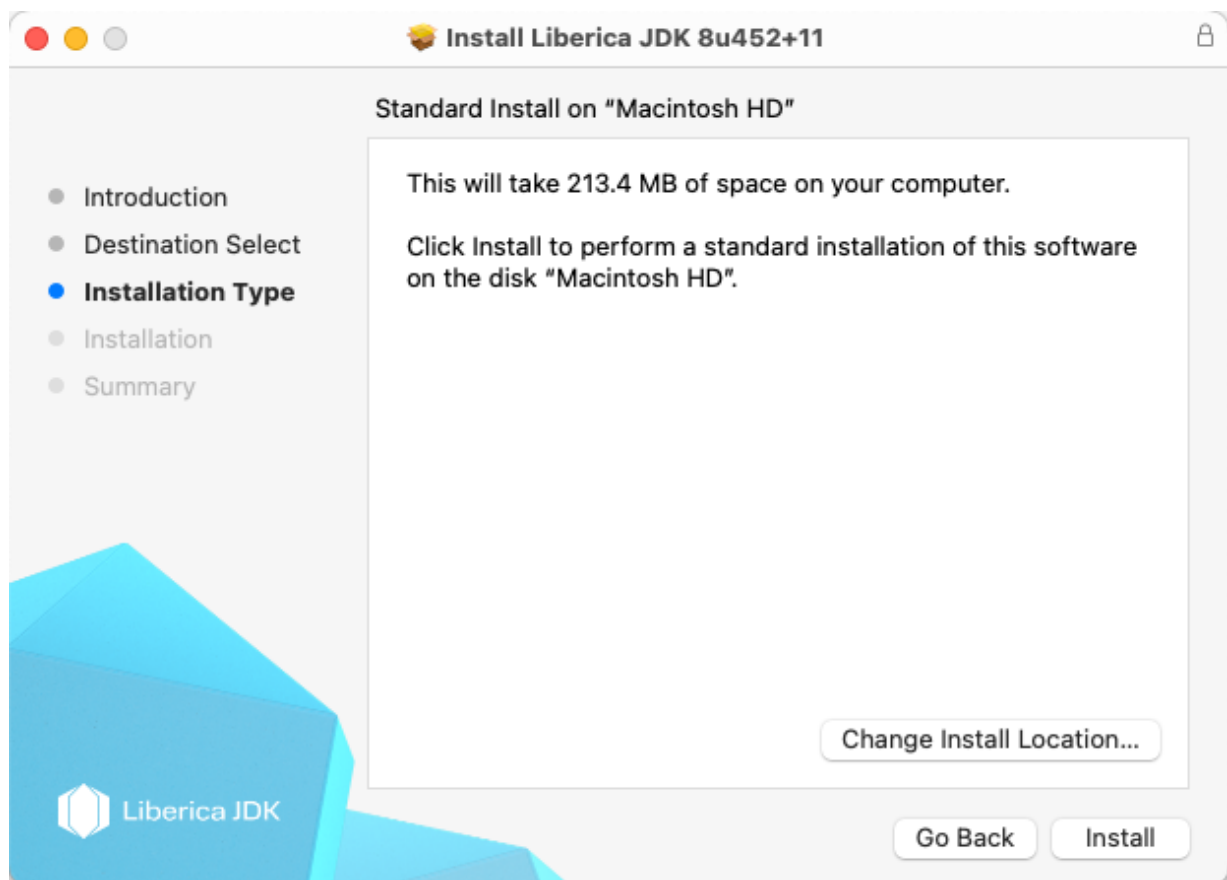 Install Liberica JDK 8u452+11
Standard Install on “Macintosh HD”
Introduction
Destination Select
Installation Type
Installation
Summary
This will take 213.4 MB of space on your computer.
Click Install to perform a standard installation of this software
on the disk “Macintosh HD”.
Change Install Location...
Liberica JDK
Go Back
Install